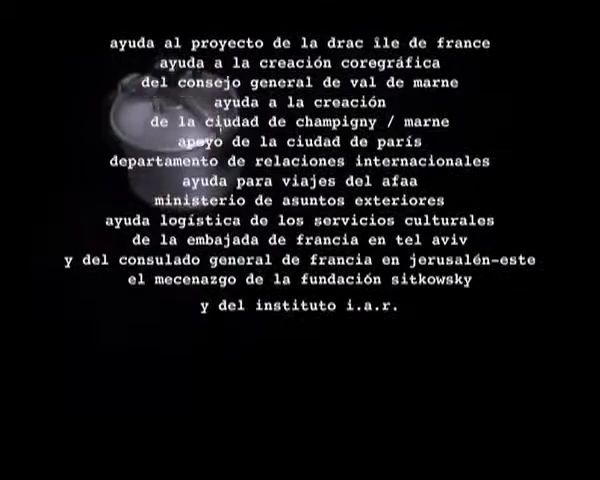 ayuda al proyecto de la drac île de france
ayuda a la creación coregráfica
del consejo general de val de marne
ayuda a la creación
de la ciudad de champigny / marne
apoyo de la ciudad de parís
departamento de relaciones internacionales
ayuda para viajes del afaa
ministerio de asuntos exteriores
ayuda logística de los servicios culturales
de la embajada de francia en tel aviv
y del consulado general de francia en jerusalén-este
el mecenazgo de la fundación sitkowsky
y del instituto i.a.r.